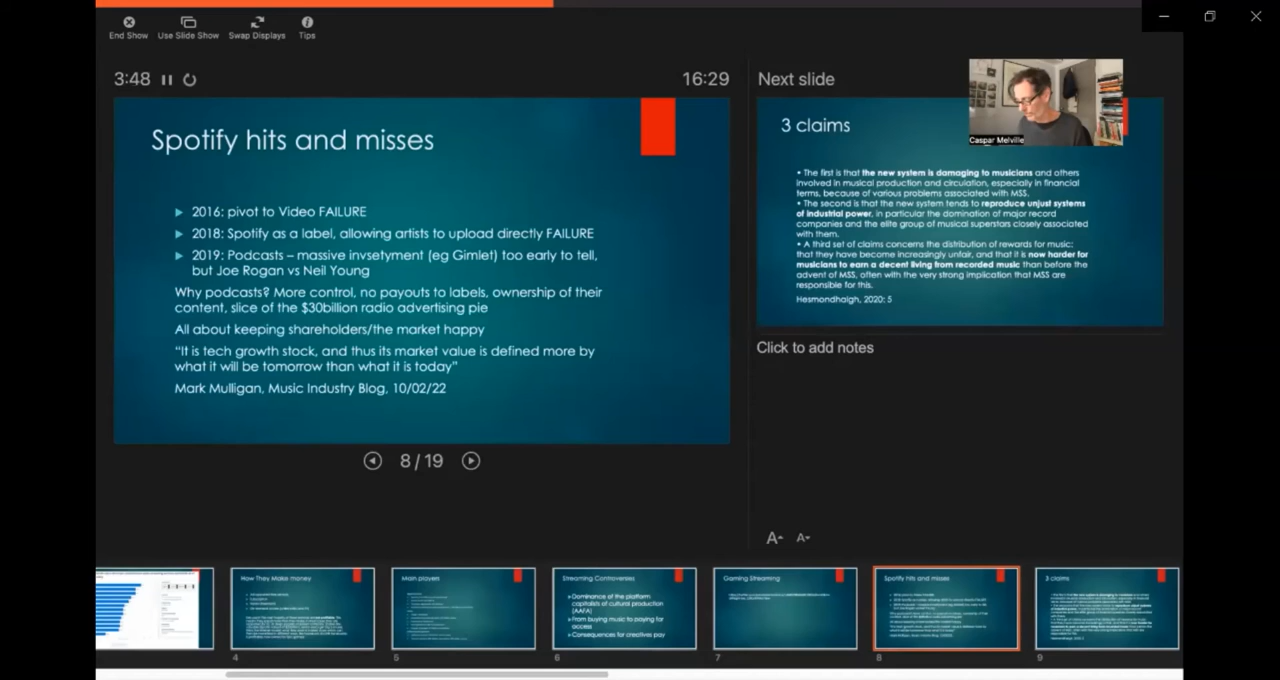 End Show
Use Slide Show
Swap Displays
Tips
3:48
16:29
Next slide
Spotify hits and misses
2016: pivot to Video FAILURE
2018: Spotify as a label, allowing artists to upload directly FAILURE
2019: Podcasts – massive invsetyment (eg Gimlet) too early to tell,
but Joe Rogan vs Neil Young
Why podcasts? More control, no payouts to labels, ownership of their
content, slice of the $30billion radio advertising pie
All about keeping shareholders/the market happy
“It is tech growth stock, and thus its market value is defined more by
what it will be tomorrow than what it is today”
Mark Mulligan, Music Industry Blog, 10/02/22
8 / 19
3 claims
Caspar Melville
• The first is that the new system is damaging to musicians and others
involved in musical production and circulation, especially in financial
terms, because of various problems associated with MSS.
• The second is that the new system tends to reproduce unjust systems
of industrial power, in particular the domination of major record
companies and the elite group of musical superstars closely associated
with them.
• A third set of claims concerns the distribution of rewards for music:
that they have become increasingly unfair, and that it is now harder for
musicians to earn a decent living from recorded music than before the
advent of MSS, often with the very strong implication that MSS are
responsible for this.
Hesmondhalgh, 2020: 5
Click to add notes
A A
How They Make money
4
Main players
5
Streaming Controversies
Dominance of the platform
capitalists of cultural production
(AAFA)
From buying music to paying for
access
Consequences for creatives pay
6
Gaming Streaming
7
Spotify hits and misses
8
3 claims
9